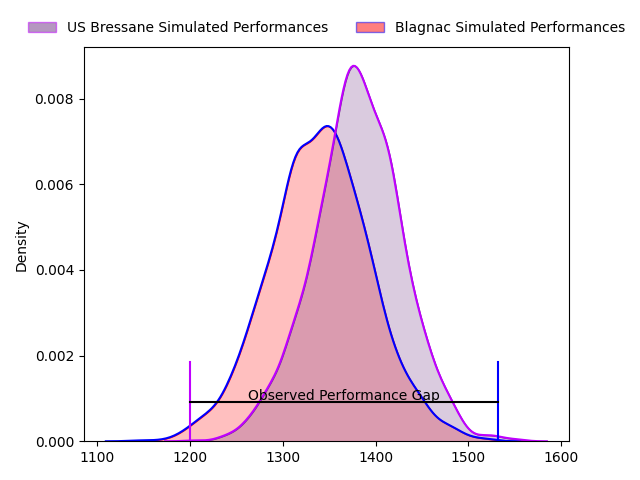 US Bressane Simulated Performances
Blagnac Simulated Performances
0.008
0.006
0.004
0.002
0.000
Density
Observed Performance Gap
1100
1200
1300
1400
1500
1600